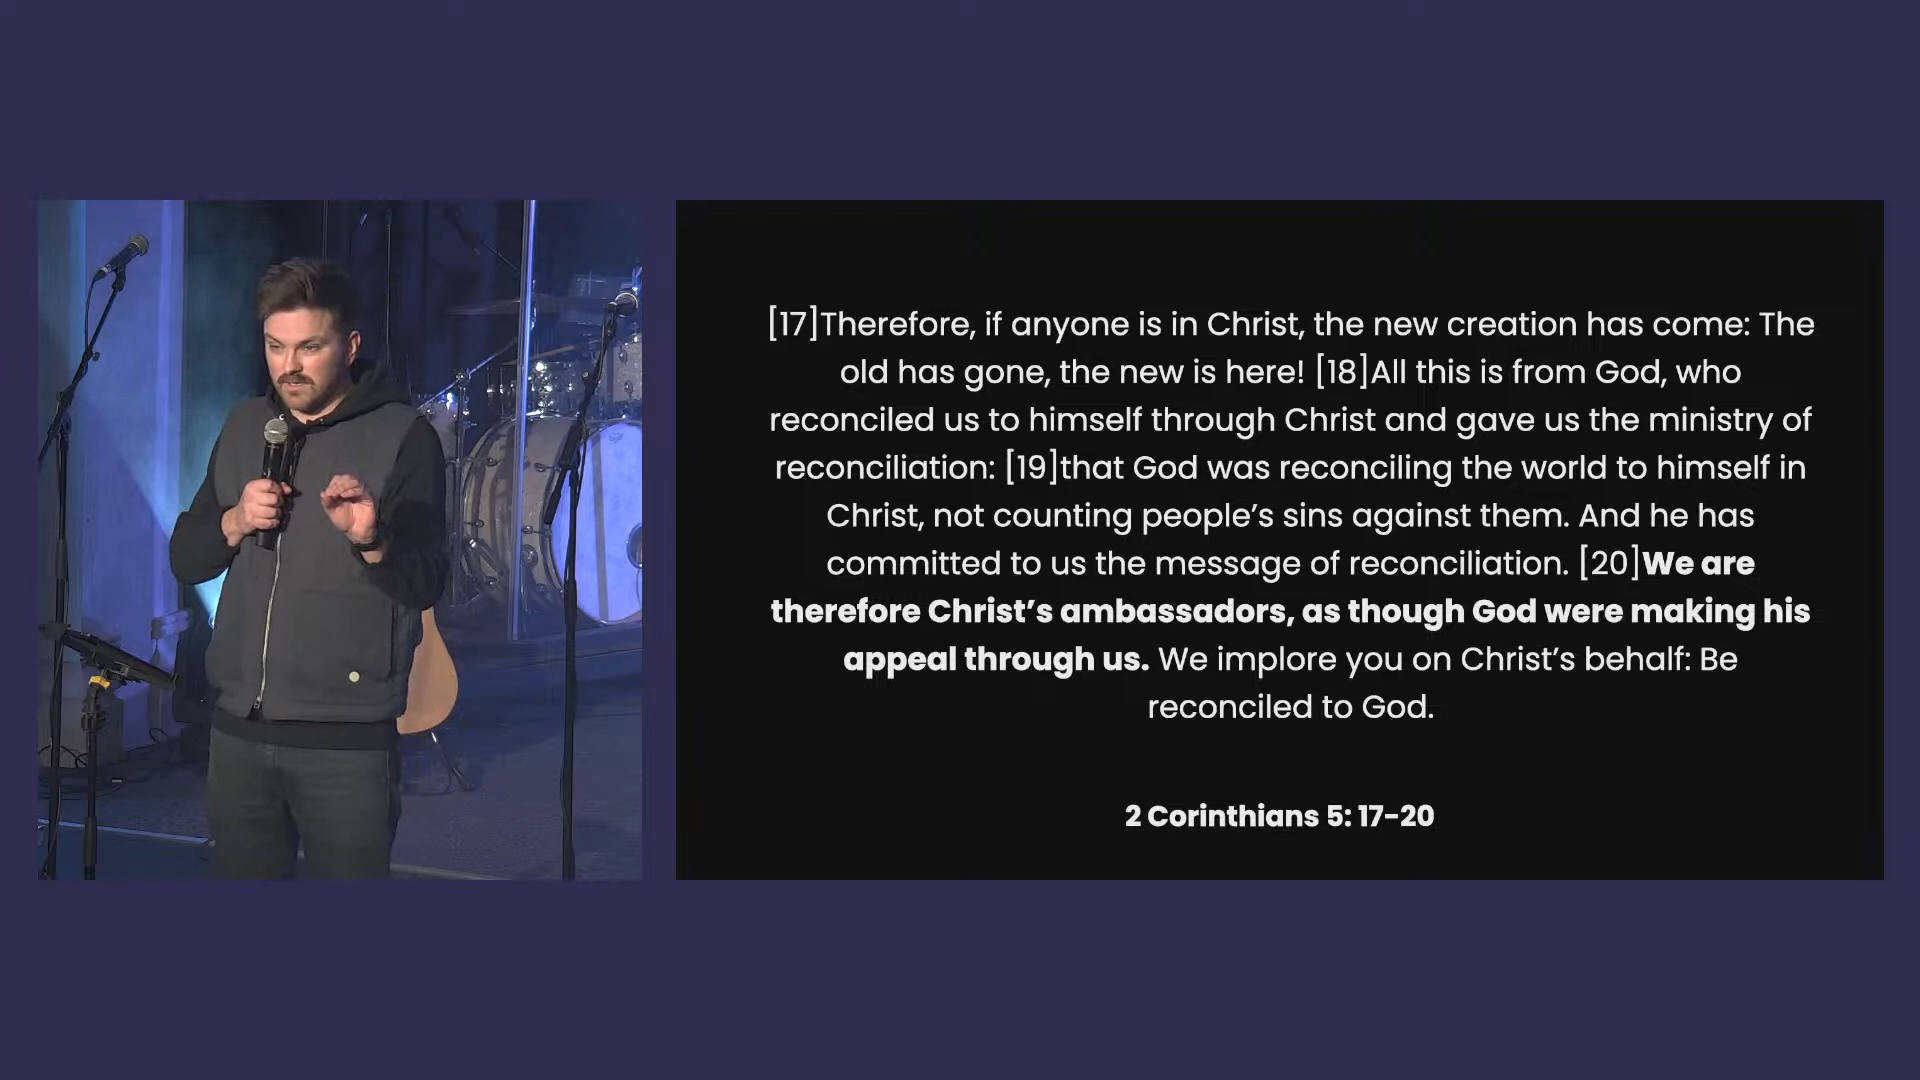 [17]Therefore, if anyone is in Christ, the new creation has come: The
old has gone, the new is here! [18]All this is from God, who
reconciled us to himself through Christ and gave us the ministry of
reconciliation: [19]that God was reconciling the world to himself in
Christ, not counting people’s sins against them. And he has
committed to us the message of reconciliation. [20]We are
therefore Christ’s ambassadors, as though God were making his
appeal through us. We implore you on Christ’s behalf: Be
reconciled to God.
2 Corinthians 5: 17-20